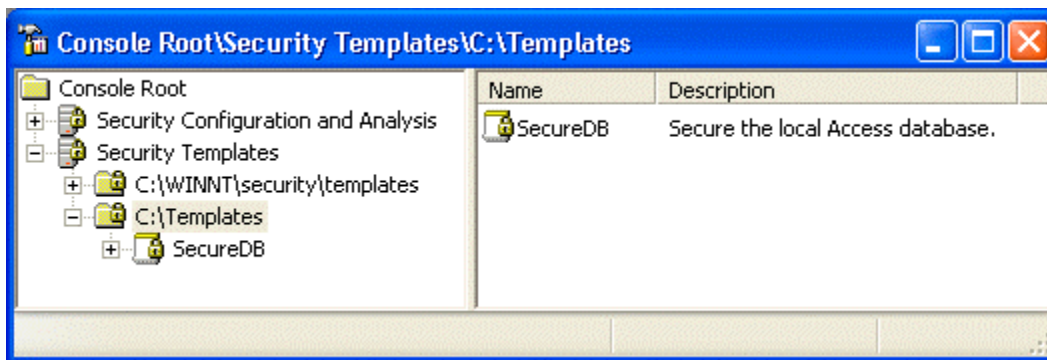 Console Root\Security Templates\C:\Templates
Console Root
Security Configuration and Analysis
Security Templates
C:\WINNT\security\templates
C:\Templates
SecureDB
Name Description
SecureDB Secure the local Access database.